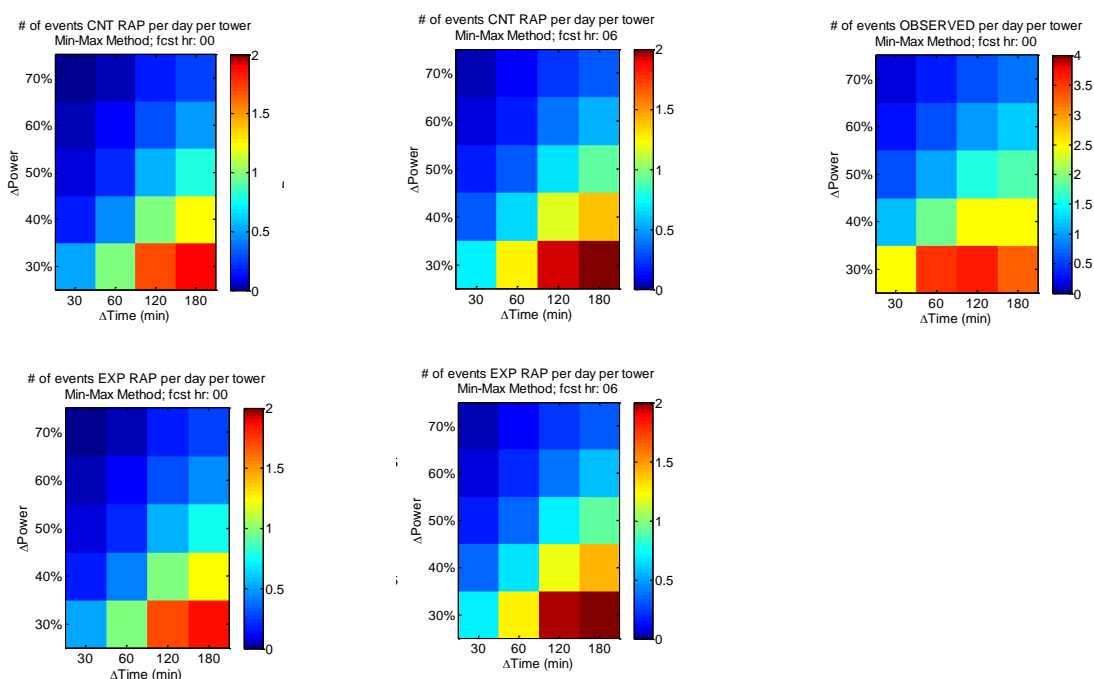 # of events CNT RAP per day per tower
Min-Max Method; fcst hr: 00
2
1.5
1
0.5
0
70%
60%
50%
40%
30%
ΔPower
30 60 120 180
ΔTime (min)
# of events CNT RAP per day per tower
Min-Max Method; fcst hr: 06
2
1.5
1
0.5
0
70%
60%
50%
40%
30%
ΔPower
30 60 120 180
ΔTime (min)
# of events OBSERVED per day per tower
Min-Max Method; fcst hr: 00
4
3.5
3
2.5
2
1.5
1
0.5
0
70%
60%
50%
40%
30%
ΔPower
30 60 120 180
ΔTime (min)
# of events EXP RAP per day per tower
Min-Max Method; fcst hr: 00
2
1.5
1
0.5
0
70%
60%
50%
40%
30%
ΔPower
30 60 120 180
ΔTime (min)
# of events EXP RAP per day per tower
Min-Max Method; fcst hr: 06
2
1.5
1
0.5
0
70%
60%
50%
40%
30%
ΔPower
30 60 120 180
ΔTime (min)